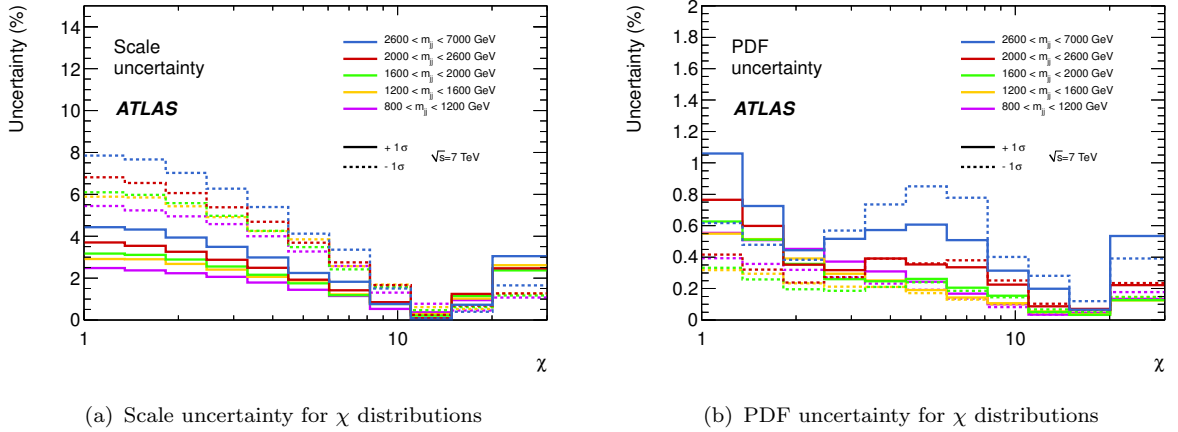 Uncertainty (%)
14
12
10
8
6
4
2
0
1
10
χ
Scale
uncertainty
ATLAS
2600 < m_jj < 7000 GeV
2000 < m_jj < 2600 GeV
1600 < m_jj < 2000 GeV
1200 < m_jj < 1600 GeV
800 < m_jj < 1200 GeV
+ 1σ
- 1σ
√s=7 TeV
(a) Scale uncertainty for χ distributions
Uncertainty (%)
2
1.8
1.6
1.4
1.2
1
0.8
0.6
0.4
0.2
0
1
10
χ
PDF
uncertainty
ATLAS
2600 < m_jj < 7000 GeV
2000 < m_jj < 2600 GeV
1600 < m_jj < 2000 GeV
1200 < m_jj < 1600 GeV
800 < m_jj < 1200 GeV
+ 1σ
- 1σ
√s=7 TeV
(b) PDF uncertainty for χ distributions